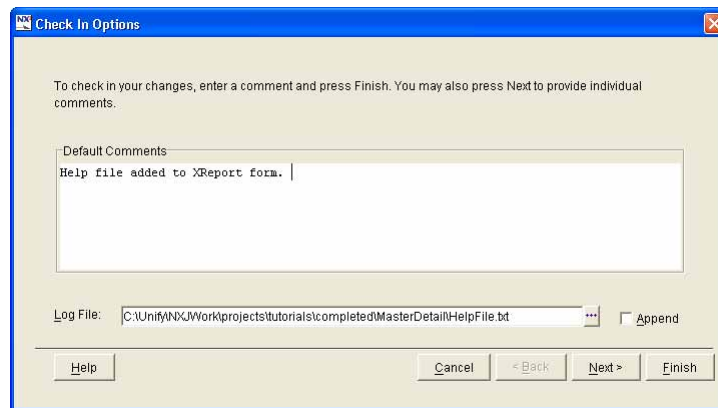 NXJ Check In Options
To check in your changes, enter a comment and press Finish. You may also press Next to provide individual
comments.
Default Comments
Help file added to XReport form.
Log File: C:\Unify\NXJWork\projects\tutorials\completed\MasterDetail\HelpFile.txt ... Append
Help Cancel < Back Next > Finish